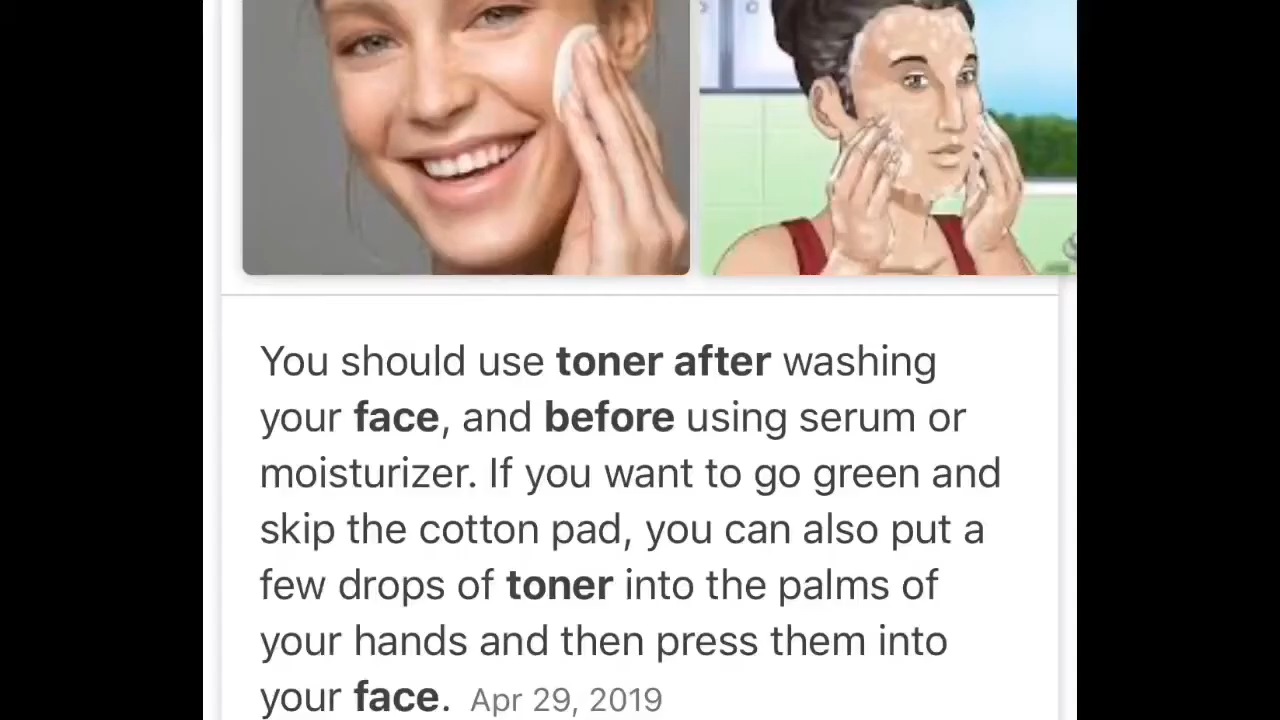 You should use toner after washing
your face, and before using serum or
moisturizer. If you want to go green and
skip the cotton pad, you can also put a
few drops of toner into the palms of
your hands and then press them into
your face. Apr 29, 2019